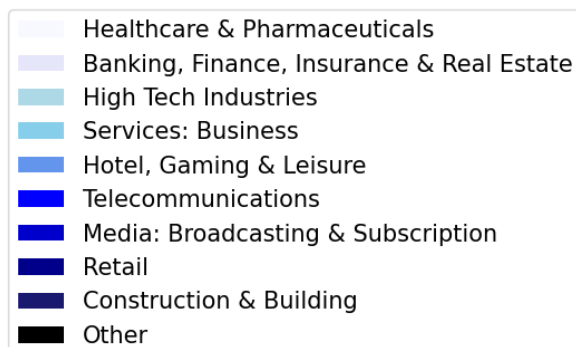 Healthcare & Pharmaceuticals
Banking, Finance, Insurance & Real Estate
High Tech Industries
Services: Business
Hotel, Gaming & Leisure
Telecommunications
Media: Broadcasting & Subscription
Retail
Construction & Building
Other